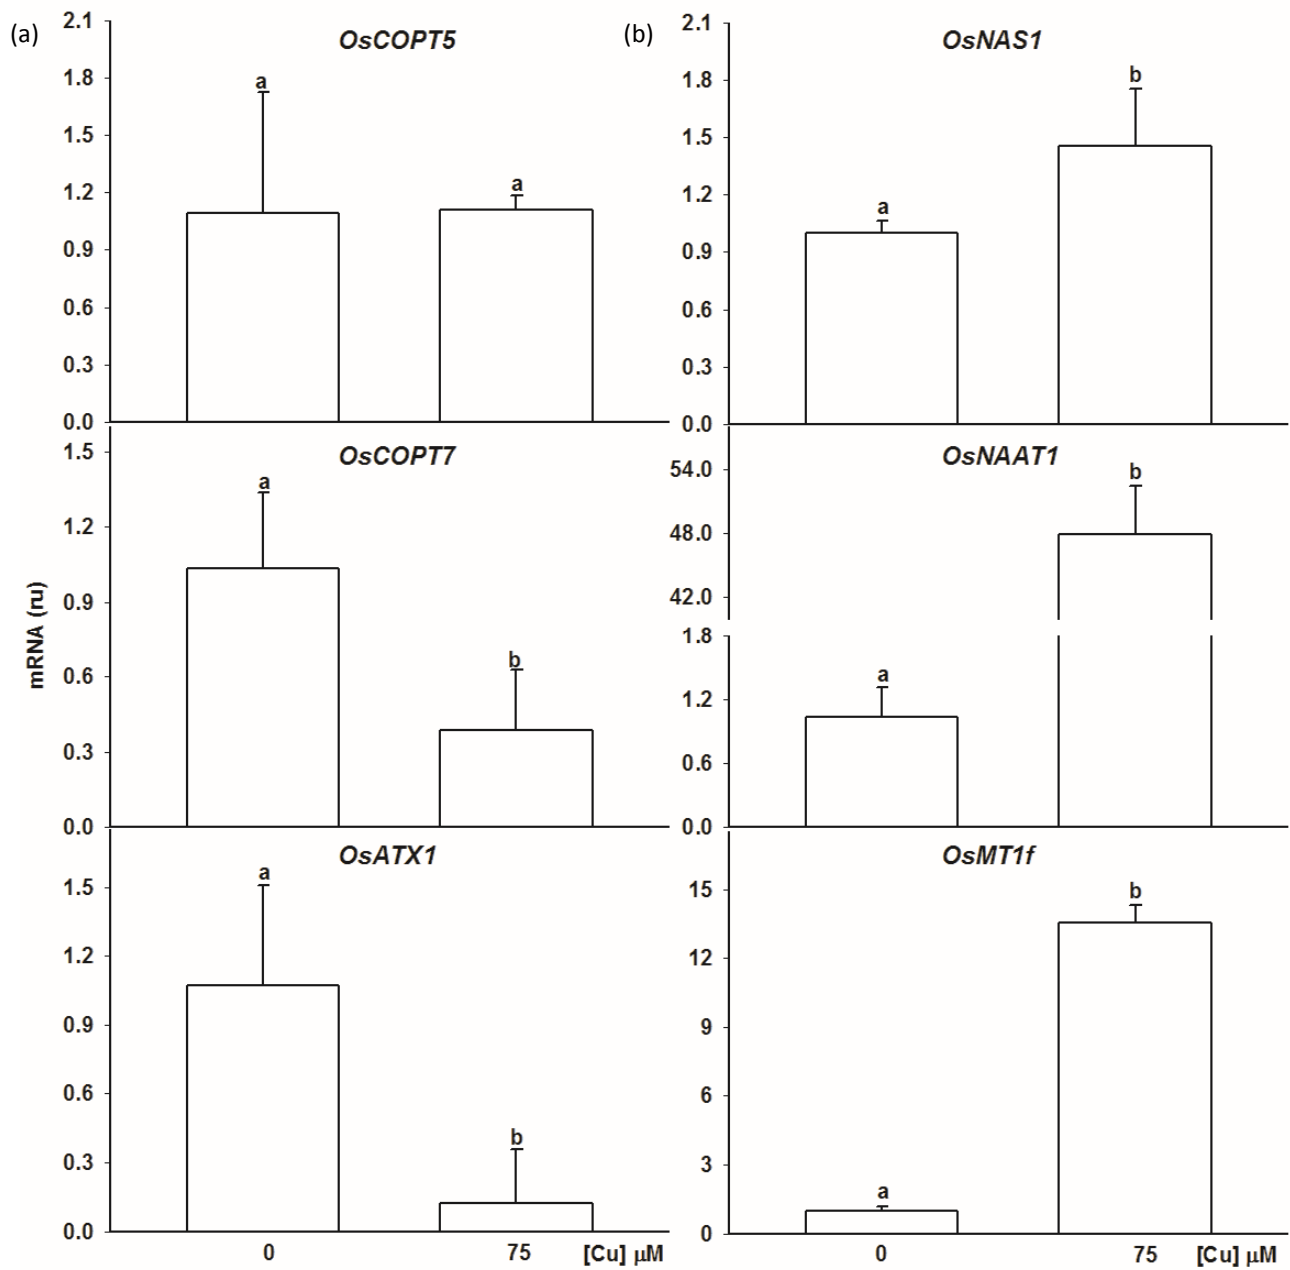 (a)
OsCOPT5
2.1
1.8
1.5
1.2
0.9
0.6
0.3
0.0
a
a
OsCOPT7
1.5
1.2
0.9
0.6
0.3
0.0
a
b
mRNA (ru)
OsATX1
1.5
1.2
0.9
0.6
0.3
0.0
a
b
0 75 [Cu] µM
(b)
OsNAS1
2.1
1.8
1.5
1.2
0.9
0.6
0.3
0.0
a
b
OsNAAT1
54.0
48.0
42.0
1.8
1.2
0.6
0.0
a
b
OsMT1f
15
12
9
6
3
0
a
b
0 75 [Cu] µM